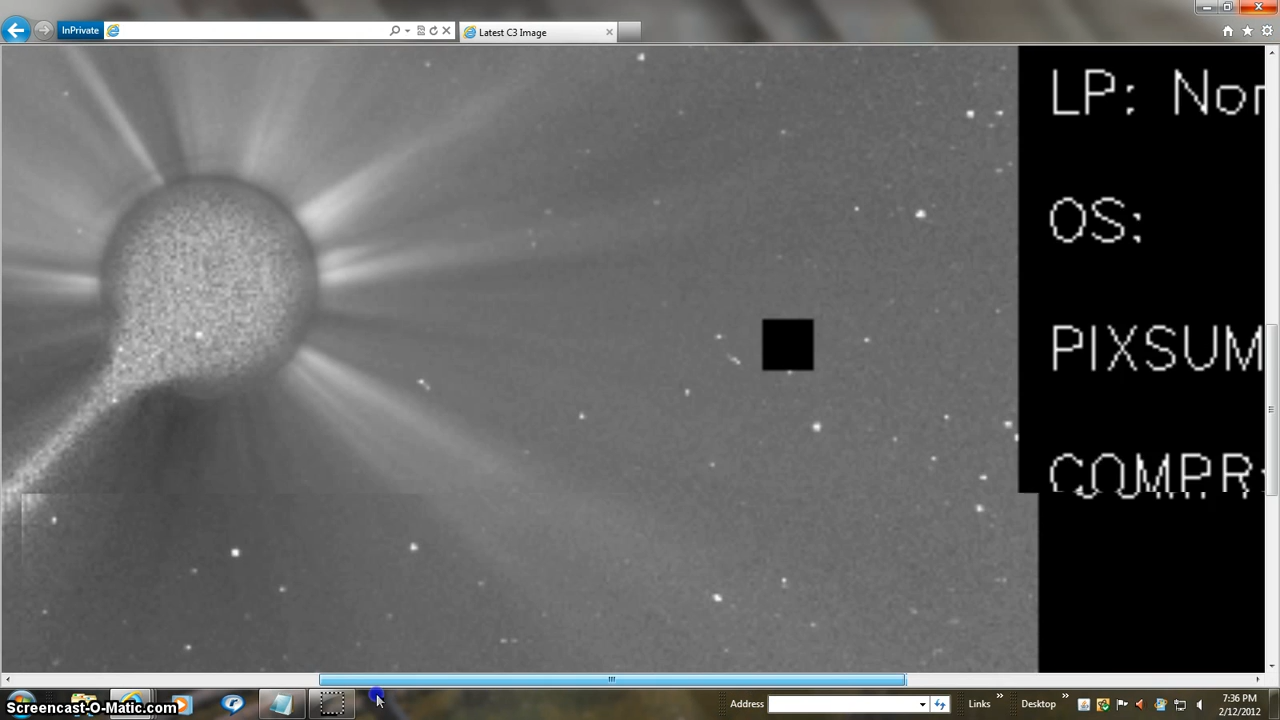 InPrivate
Latest C3 Image
LP: Nor
OS:
PIXSUM
COMPR
Screencast-O-Matic.com
Address
Links
Desktop
7:36 PM
2/12/2012